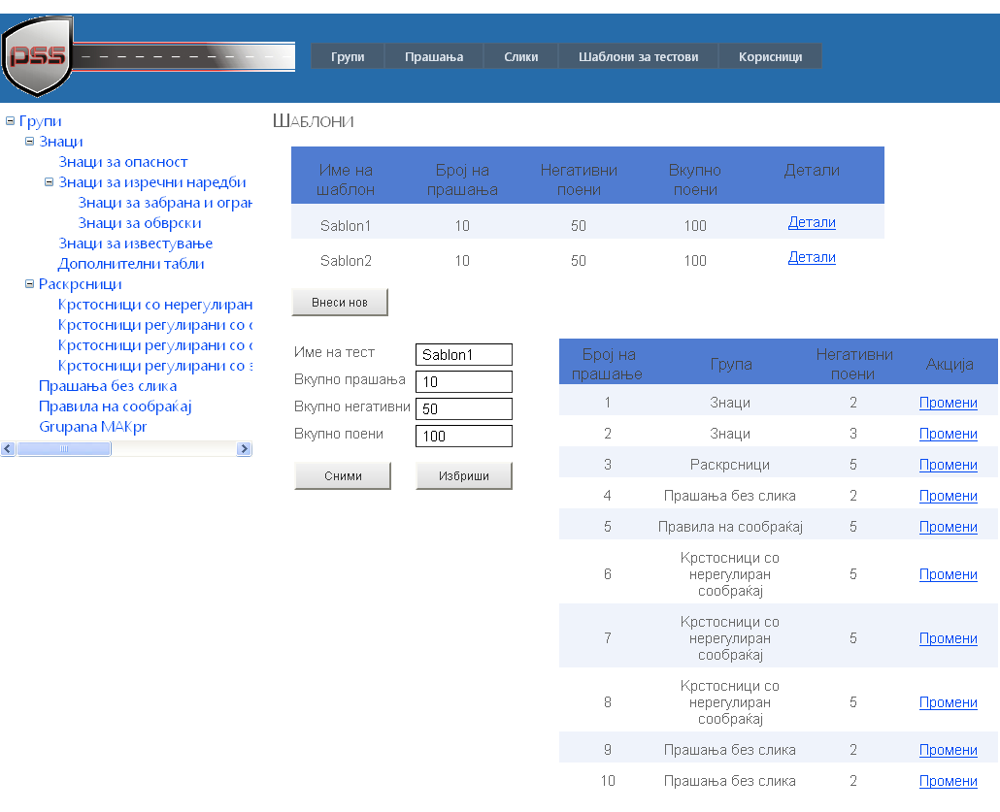 PSS
Групи Прашања Слики Шаблони за тестови Корисници
Групи
Знаци
Знаци за опасност
Знаци за изречни наредби
Знаци за забрана и огран
Знаци за обврски
Знаци за известување
Дополнителни табли
Раскрсници
Крстосници со нерегулиран
Крстосници регулирани со
Крстосници регулирани со
Крстосници регулирани со
Прашања без слика
Правила на сообраќај
Grupana MAKpr
Шаблони
Име на шаблон Број на прашања Негативни поени Вкупно поени Детали
Sablon1 10 50 100 Детали
Sablon2 10 50 100 Детали
Внеси нов
Име на тест Sablon1
Вкупно прашања 10
Вкупно негативни 50
Вкупно поени 100
Сними Избриши
Број на прашање Група Негативни поени Акција
1 Знаци 2 Промени
2 Знаци 3 Промени
3 Раскрсници 5 Промени
4 Прашања без слика 2 Промени
5 Правила на сообраќај 5 Промени
6 Крстосници со нерегулиран сообраќај 5 Промени
7 Крстосници со нерегулиран сообраќај 5 Промени
8 Крстосници со нерегулиран сообраќај 5 Промени
9 Прашања без слика 2 Промени
10 Прашања без слика 2 Промени